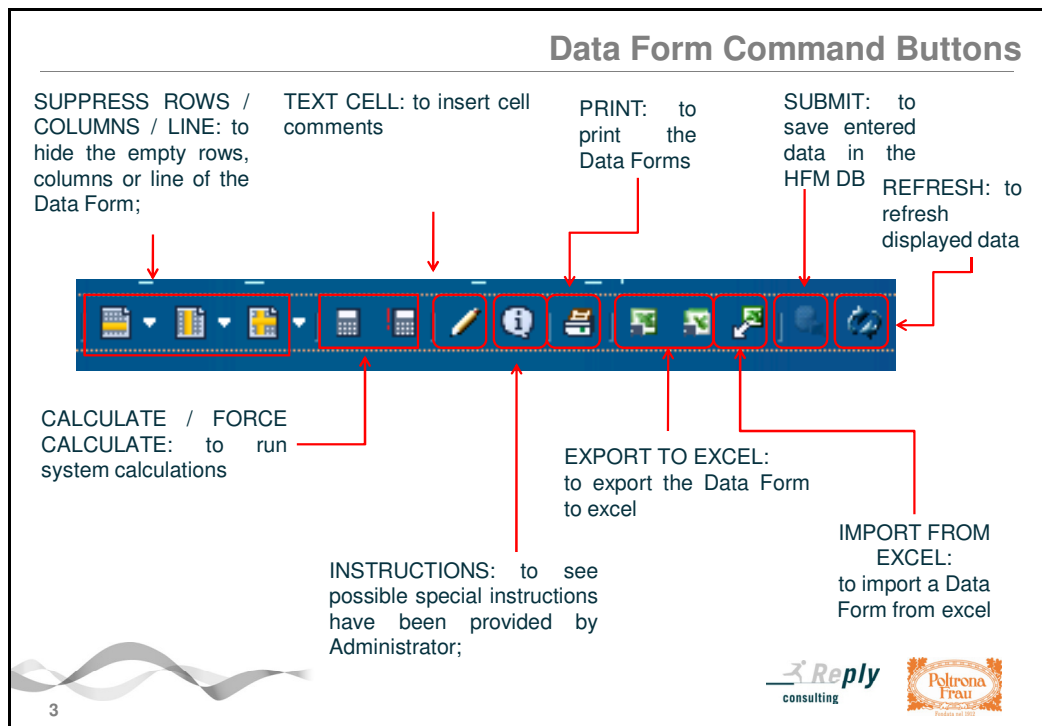 Data Form Command Buttons
SUPPRESS ROWS /
COLUMNS / LINE: to
hide the empty rows,
columns or line of the
Data Form;
TEXT CELL: to insert cell
comments
PRINT: to
print the
Data Forms
SUBMIT: to
save entered
data in the
HFM DB
REFRESH: to
refresh
displayed data
CALCULATE / FORCE
CALCULATE: to run
system calculations
EXPORT TO EXCEL:
to export the Data Form
to excel
IMPORT FROM
EXCEL:
to import a Data
Form from excel
INSTRUCTIONS: to see
possible special instructions
have been provided by
Administrator;
Reply
consulting
Poltrona
Frau
Fondata nel 1912
3